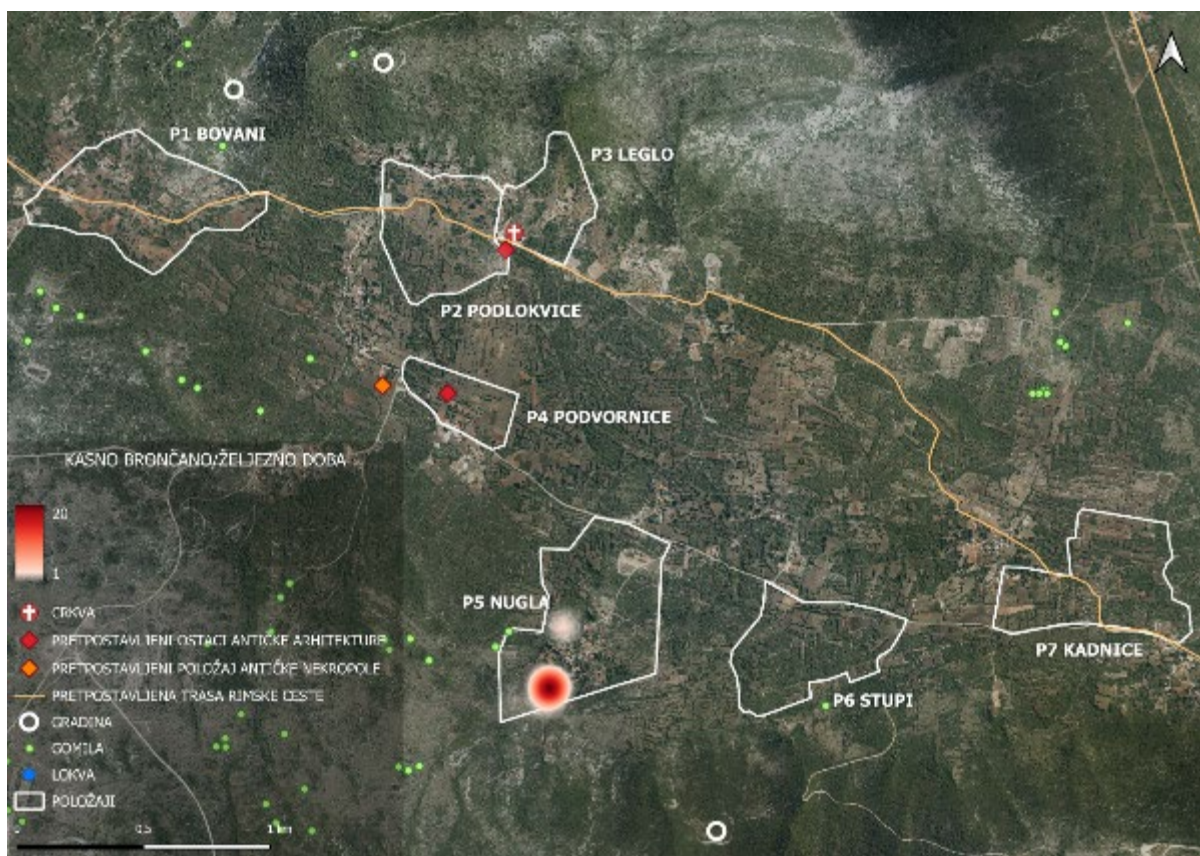 P1 BOVANI
P3 LEGLO
P2 PODLOKVICE
P4 PODVORNICE
KASNO BRONČANO/ŽELJEZNO DOBA
20
1
P5 NUGLA
CRKVA
PRETPOSTAVLJENI OSTACI ANTIČKE ARHITEKTURE
PRETPOSTAVLJENI POLOŽAJ ANTIČKE NEKROPOLE
P7 KADNICE
PRETPOSTAVLJENA TRASA RIMSKE CESTE
P6 STUPI
GRADINA
GOMILA
LOKVA
POLOŽAJI
0 0.5 1 km